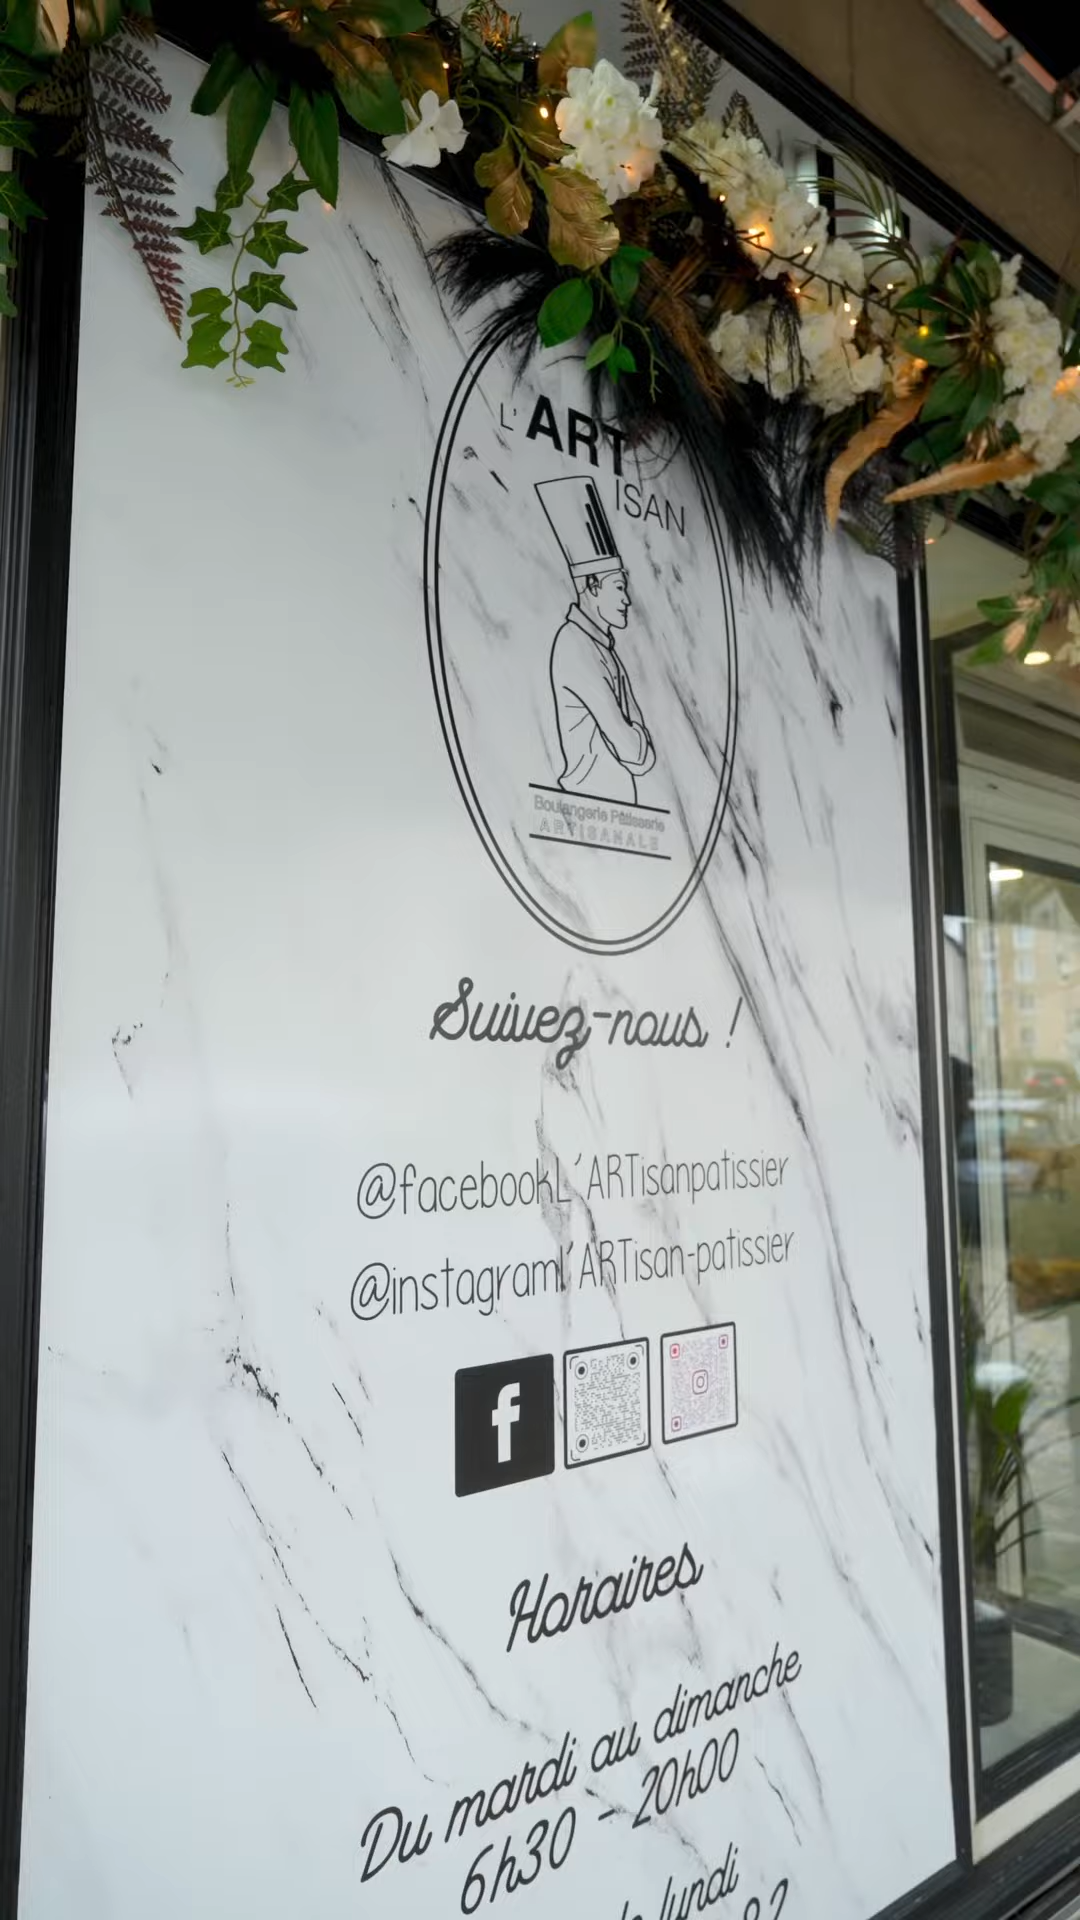 L'ART
ISAN
Boulangerie Pâtisserie
ARTISANALE
Suivez-nous !
@facebookL'ARTisanpatissier
@instagraml'ARTisan-patissier
f
Horaires
Du mardi au dimanche
6h30 - 20h00
lundi